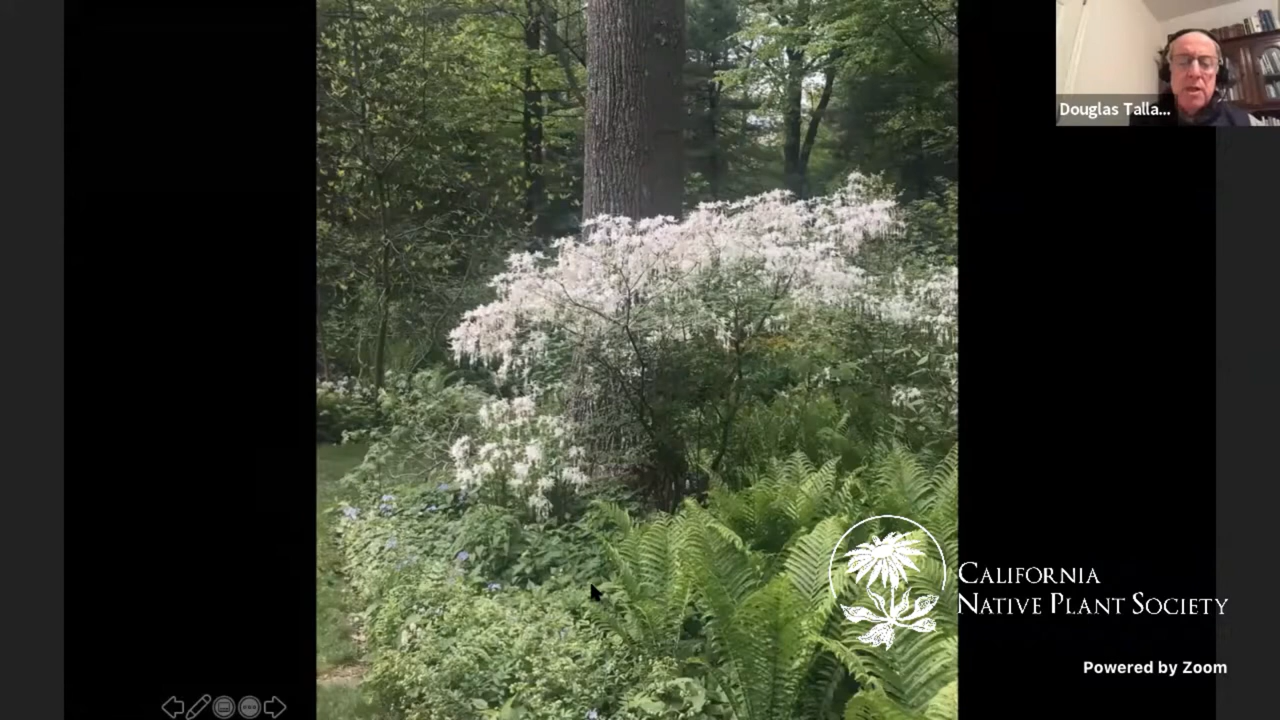 Douglas Talla...
CALIFORNIA
NATIVE PLANT SOCIETY
Powered by Zoom